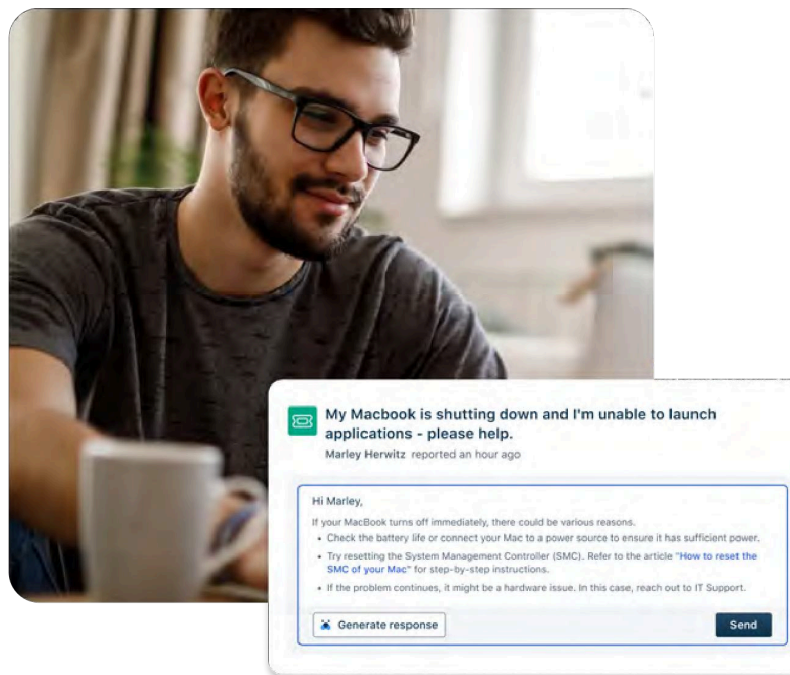 My Macbook is shutting down and I'm unable to launch
applications - please help.
Marley Herwitz reported an hour ago
Hi Marley,
If your MacBook turns off immediately, there could be various reasons.
• Check the battery life or connect your Mac to a power source to ensure it has sufficient power.
• Try resetting the System Management Controller (SMC). Refer to the article "How to reset the
SMC of your Mac" for step-by-step instructions.
• If the problem continues, it might be a hardware issue. In this case, reach out to IT Support.
Generate response
Send